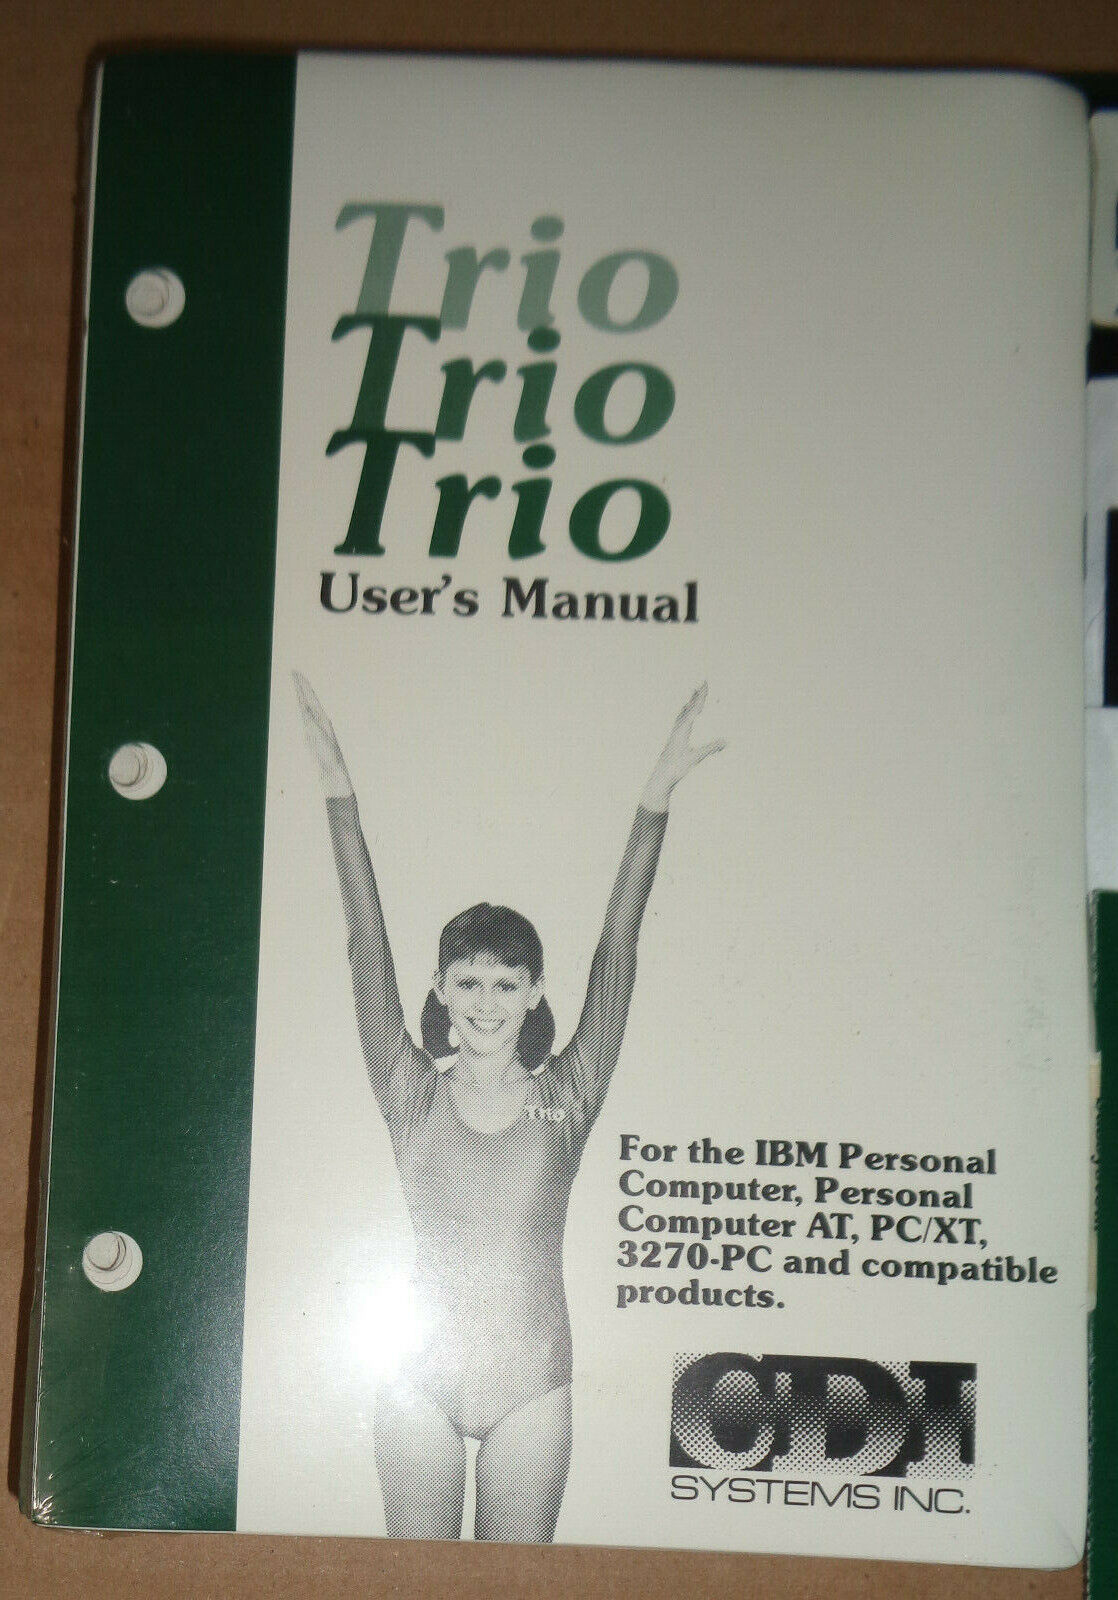 Trio
Trio
Trio
User's Manual
Trio
For the IBM Personal
Computer, Personal
Computer AT, PC/XT,
3270-PC and compatible
products.
CDI
SYSTEMS INC.